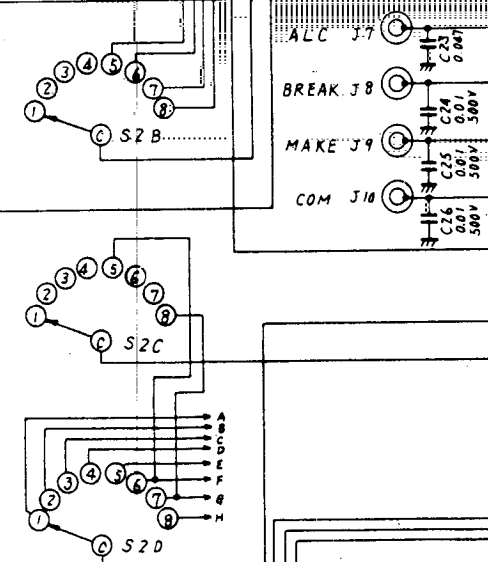 ALC J7
C23
0.047
BREAK J8
C24
0.01
500V
MAKE J9
C25
0.01
500V
COM J10
C26
0.01
500V
1 2 3 4 5 6 7 8
C S2B
1 2 3 4 5 6 7 8
C S2C
A
B
C
D
E
F
G
H
1 2 3 4 5 6 7 8
C S2D